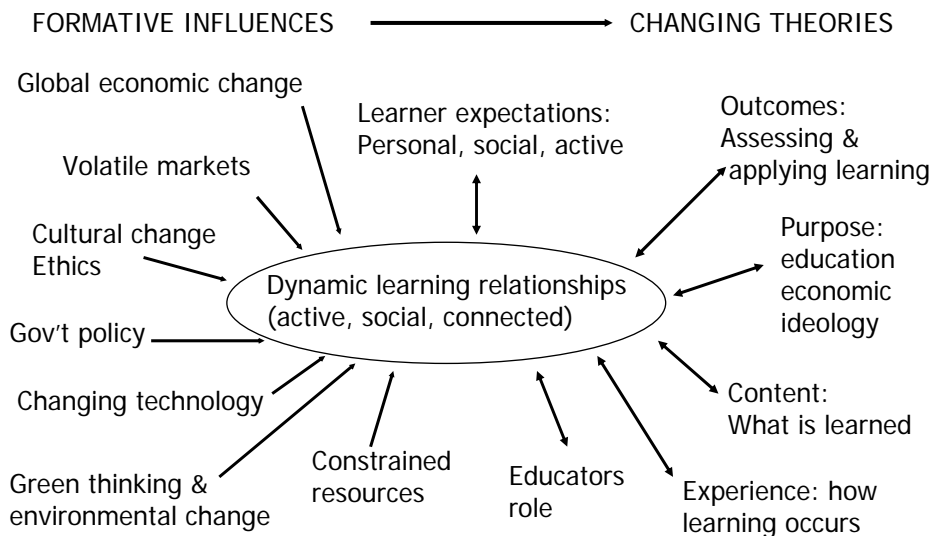 FORMATIVE INFLUENCES
CHANGING THEORIES
Global economic change
Learner expectations:
Personal, social, active
Outcomes:
Assessing &
applying learning
Volatile markets
Cultural change
Ethics
Purpose:
education
economic
ideology
Dynamic learning relationships
(active, social, connected)
Gov't policy
Changing technology
Content:
What is learned
Green thinking &
environmental change
Constrained
resources
Educators
role
Experience: how
learning occurs